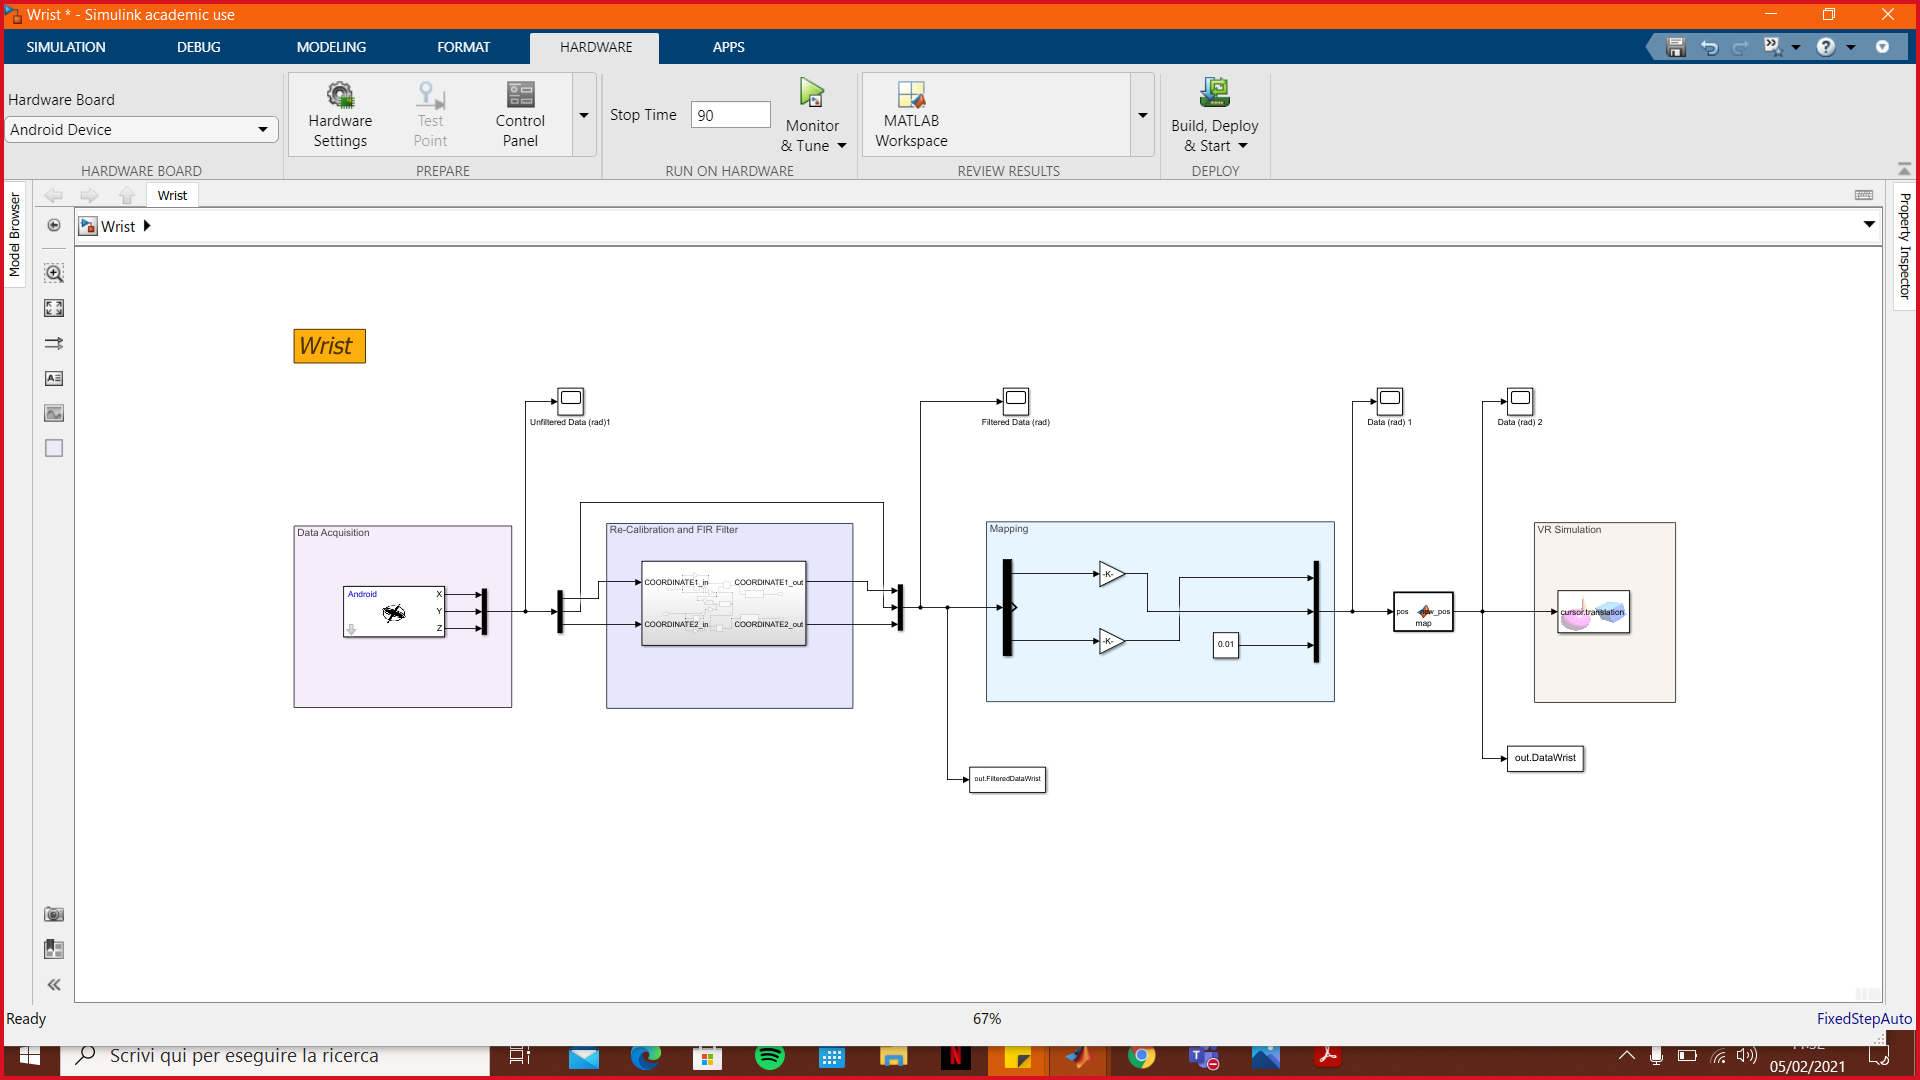 Wrist * - Simulink academic use
SIMULATION DEBUG MODELING FORMAT HARDWARE APPS
Hardware Board
Android Device
HARDWARE BOARD
Hardware Settings
Test Point
Control Panel
PREPARE
Stop Time 90
Monitor & Tune
RUN ON HARDWARE
MATLAB Workspace
REVIEW RESULTS
Build, Deploy & Start
DEPLOY
Model Browser
Wrist
Wrist
Property Inspector
Wrist
Unfiltered Data (rad)1
Filtered Data (rad)
Data (rad) 1
Data (rad) 2
Data Acquisition
Android
X
Y
Z
Re-Calibration and FIR Filter
COORDINATE1_in COORDINATE1_out
COORDINATE2_in COORDINATE2_out
Mapping
-K-
-K-
0.01
pos new_pos
map
VR Simulation
cursor.translation
out.FilteredDataWrist
out.DataWrist
Ready
67%
FixedStepAuto
Scrivi qui per eseguire la ricerca
05/02/2021